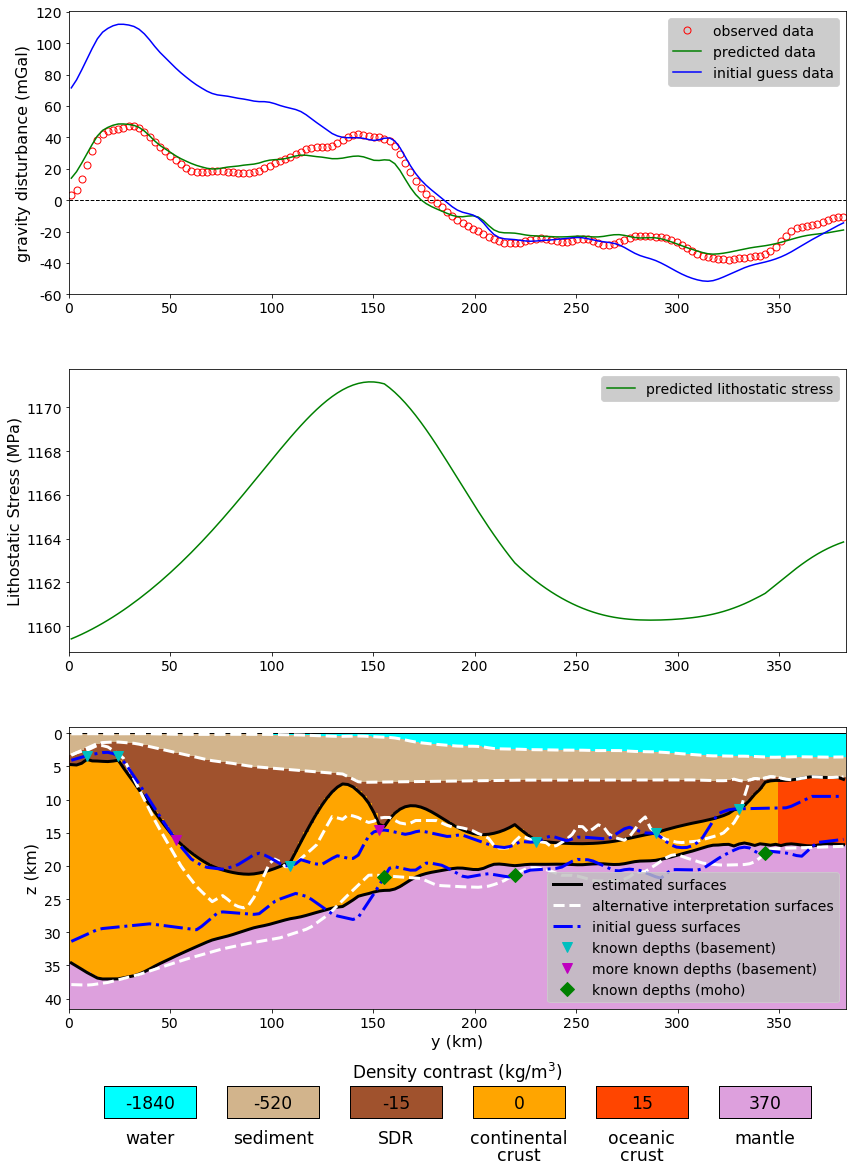 120
100
80
60
40
20
0
-20
-40
-60
gravity disturbance (mGal)
observed data
predicted data
initial guess data
0 50 100 150 200 250 300 350
1170
1168
1166
1164
1162
1160
Lithostatic Stress (MPa)
predicted lithostatic stress
0 50 100 150 200 250 300 350
0
5
10
15
20
25
30
35
40
z (km)
estimated surfaces
alternative interpretation surfaces
initial guess surfaces
known depths (basement)
more known depths (basement)
known depths (moho)
0 50 100 150 200 250 300 350
y (km)
Density contrast (kg/m³)
-1840 -520 -15 0 15 370
water sediment SDR continental oceanic mantle
crust crust